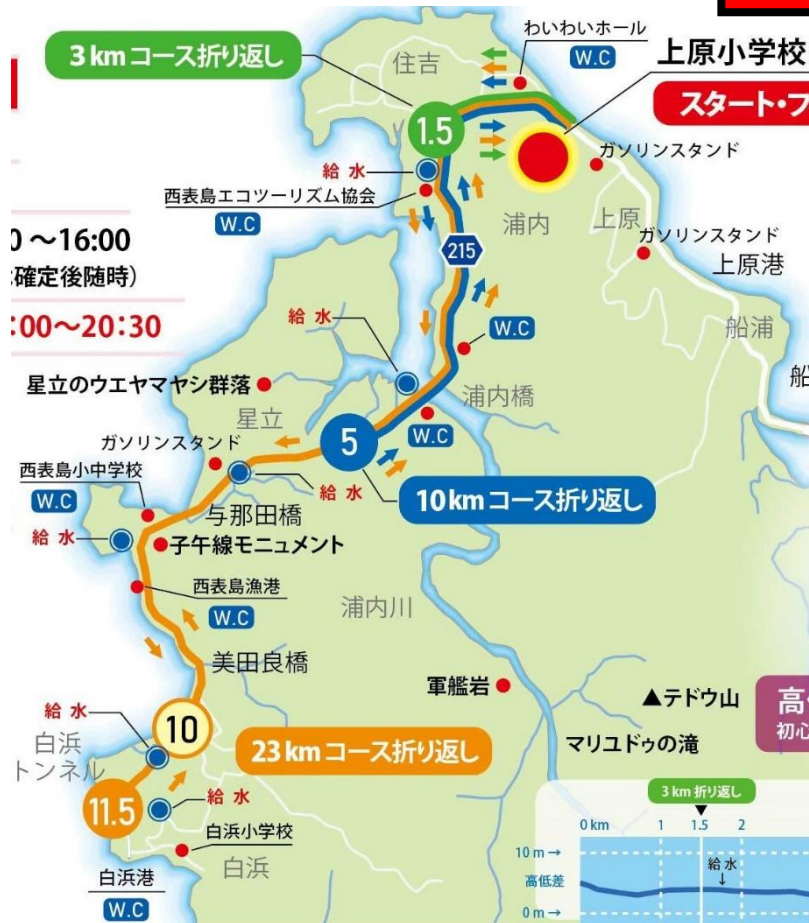 わいわいホール
W.C
上原小学校
スタート・フ
3kmコース折り返し
住吉
1.5
ガソリンスタンド
給水
西表島エコツーリズム協会
W.C
浦内
上原
ガソリンスタンド
上原港
0～16:00
確定後随時）
:00～20:30
215
船浦
給水
W.C
星立のウエヤマヤシ群落
浦内橋
星立
5
W.C
ガソリンスタンド
西表島小中学校
W.C
給水
10kmコース折り返し
与那田橋
給水
子午線モニュメント
西表島漁港
W.C
浦内川
美田良橋
軍艦岩
▲テドウ山
給水
10
23kmコース折り返し
マリユドゥの滝
白浜
トンネル
11.5
給水
白浜小学校
白浜
白浜港
W.C
初心
3km折り返し
0km 1 1.5 2
10m→
給水
高低差
0m→